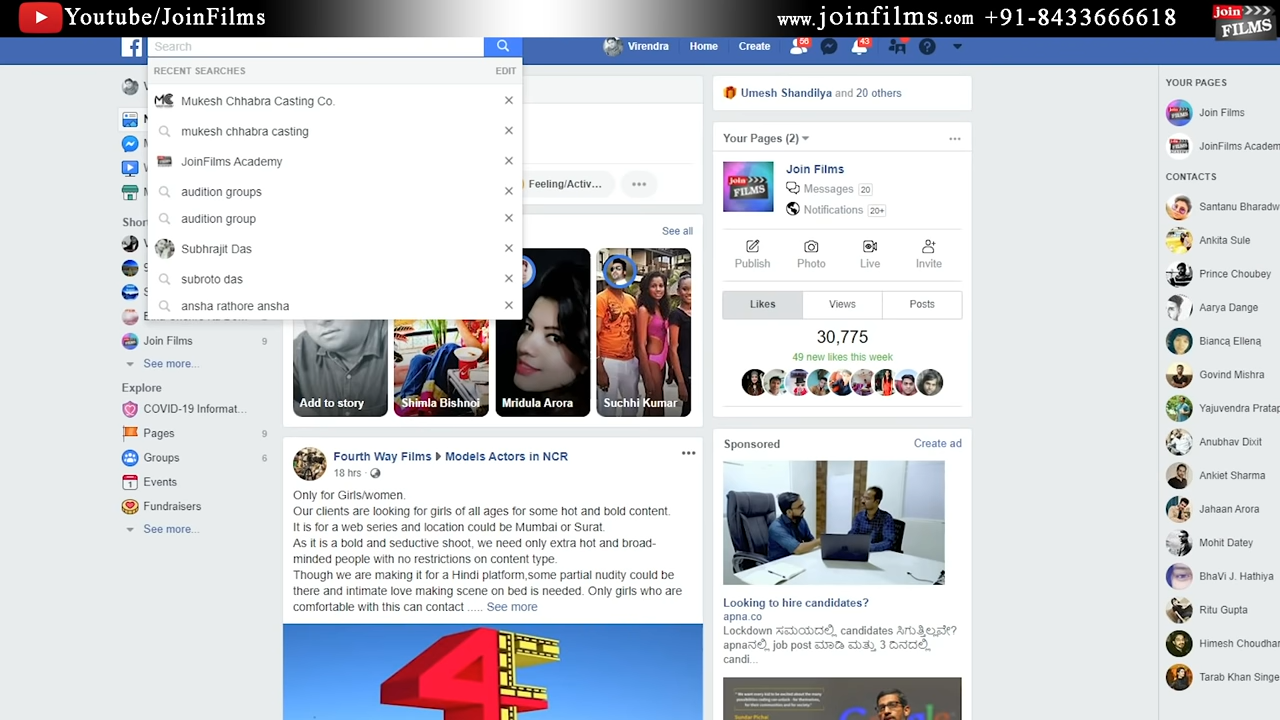 Youtube/JoinFilms
www.joinfilms.com +91-8433666618
join
FILMS
Search
Virendra
Home
Create
66
43
RECENT SEARCHES
EDIT
Mukesh Chhabra Casting Co.
mukesh chhabra casting
JoinFilms Academy
audition groups
audition group
Subhrajit Das
subroto das
ansha rathore ansha
Join Films 9
See more...
Explore
COVID-19 Informat...
Pages 9
Groups 6
Events
Fundraisers
See more...
Feeling/Activ...
See all
Add to story
Shimla Bishnoi
Mridula Arora
Suchhi Kumar
Fourth Way Films
Models Actors in NCR
18 hrs
Only for Girls/women.
Our clients are looking for girls of all ages for some hot and bold content.
It is for a web series and location could be Mumbai or Surat.
As it is a bold and seductive shoot, we need only extra hot and broad-
minded people with no restrictions on content type.
Though we are making it for a Hindi platform,some partial nudity could be
there and intimate love making scene on bed is needed. Only girls who are
comfortable with this can contact ..... See more
Umesh Shandilya and 20 others
Your Pages (2)
Join Films
join
FILMS
Messages 20
Notifications 20+
Publish
Photo
Live
Invite
Likes
Views
Posts
30,775
49 new likes this week
Sponsored
Create ad
Looking to hire candidates?
apna.co
Lockdown ಸಮಯದಲ್ಲಿ candidates ಸಿಗುತ್ತಿಲ್ಲವೇ?
apnaನಲ್ಲಿ job post ಮಾಡಿ ಮತ್ತು 3 ದಿನದಲ್ಲಿ
candi...
Sundar Pichai
YOUR PAGES
Join Films
JoinFilms Academ
CONTACTS
Santanu Bharadw
Ankita Sule
Prince Choubey
Aarya Dange
Bianca Ellena
Govind Mishra
Yajuvendra Pratap
Anubhav Dixit
Ankiet Sharma
Jahaan Arora
Mohit Datey
BhaVi J. Hathiya
Ritu Gupta
Himesh Choudhar
Tarab Khan Singe